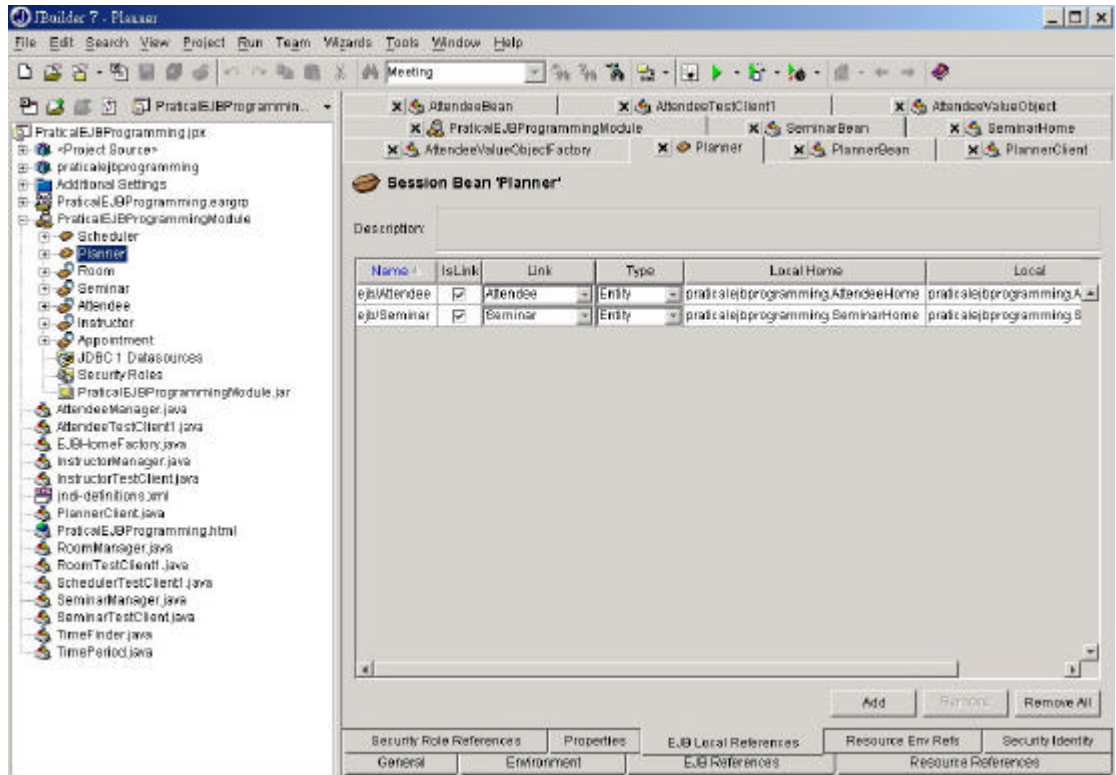 JBuilder 7 - Planner
File Edit Search View Project Run Team Wizards Tools Window Help
Meeting
PraticalEJBProgrammin...
PraticalEJBProgramming.jpx
<Project Source>
praticalejbprogramming
Additional Settings
PraticalEJBProgramming.eargrp
PraticalEJBProgrammingModule
Scheduler
Planner
Room
Seminar
Attendee
Instructor
Appointment
JDBC 1 Datasources
Security Roles
PraticalEJBProgrammingModule.jar
AttendeeManager.java
AttendeeTestClient1.java
EJBHomeFactory.java
InstructorManager.java
InstructorTestClient.java
jndi-definitions.xml
PlannerClient.java
PraticalEJBProgramming.html
RoomManager.java
RoomTestClient1.java
SchedulerTestClient1.java
SeminarManager.java
SeminarTestClient.java
TimeFinder.java
TimePeriod.java
AttendeeBean AttendeeTestClient1 AttendeeValueObject
PraticalEJBProgrammingModule SeminarBean SeminarHome
AttendeeValueObjectFactory Planner PlannerBean PlannerClient
Session Bean 'Planner'
Description:
Name IsLink Link Type Local Home Local
ejb/Attendee Attendee Entity praticalejbprogramming.AttendeeHome praticalejbprogramming.A
ejb/Seminar Seminar Entity praticalejbprogramming.SeminarHome praticalejbprogramming.S
Add Remove Remove All
Security Role References Properties EJB Local References Resource Env Refs Security Identity
General Environment EJB References Resource References